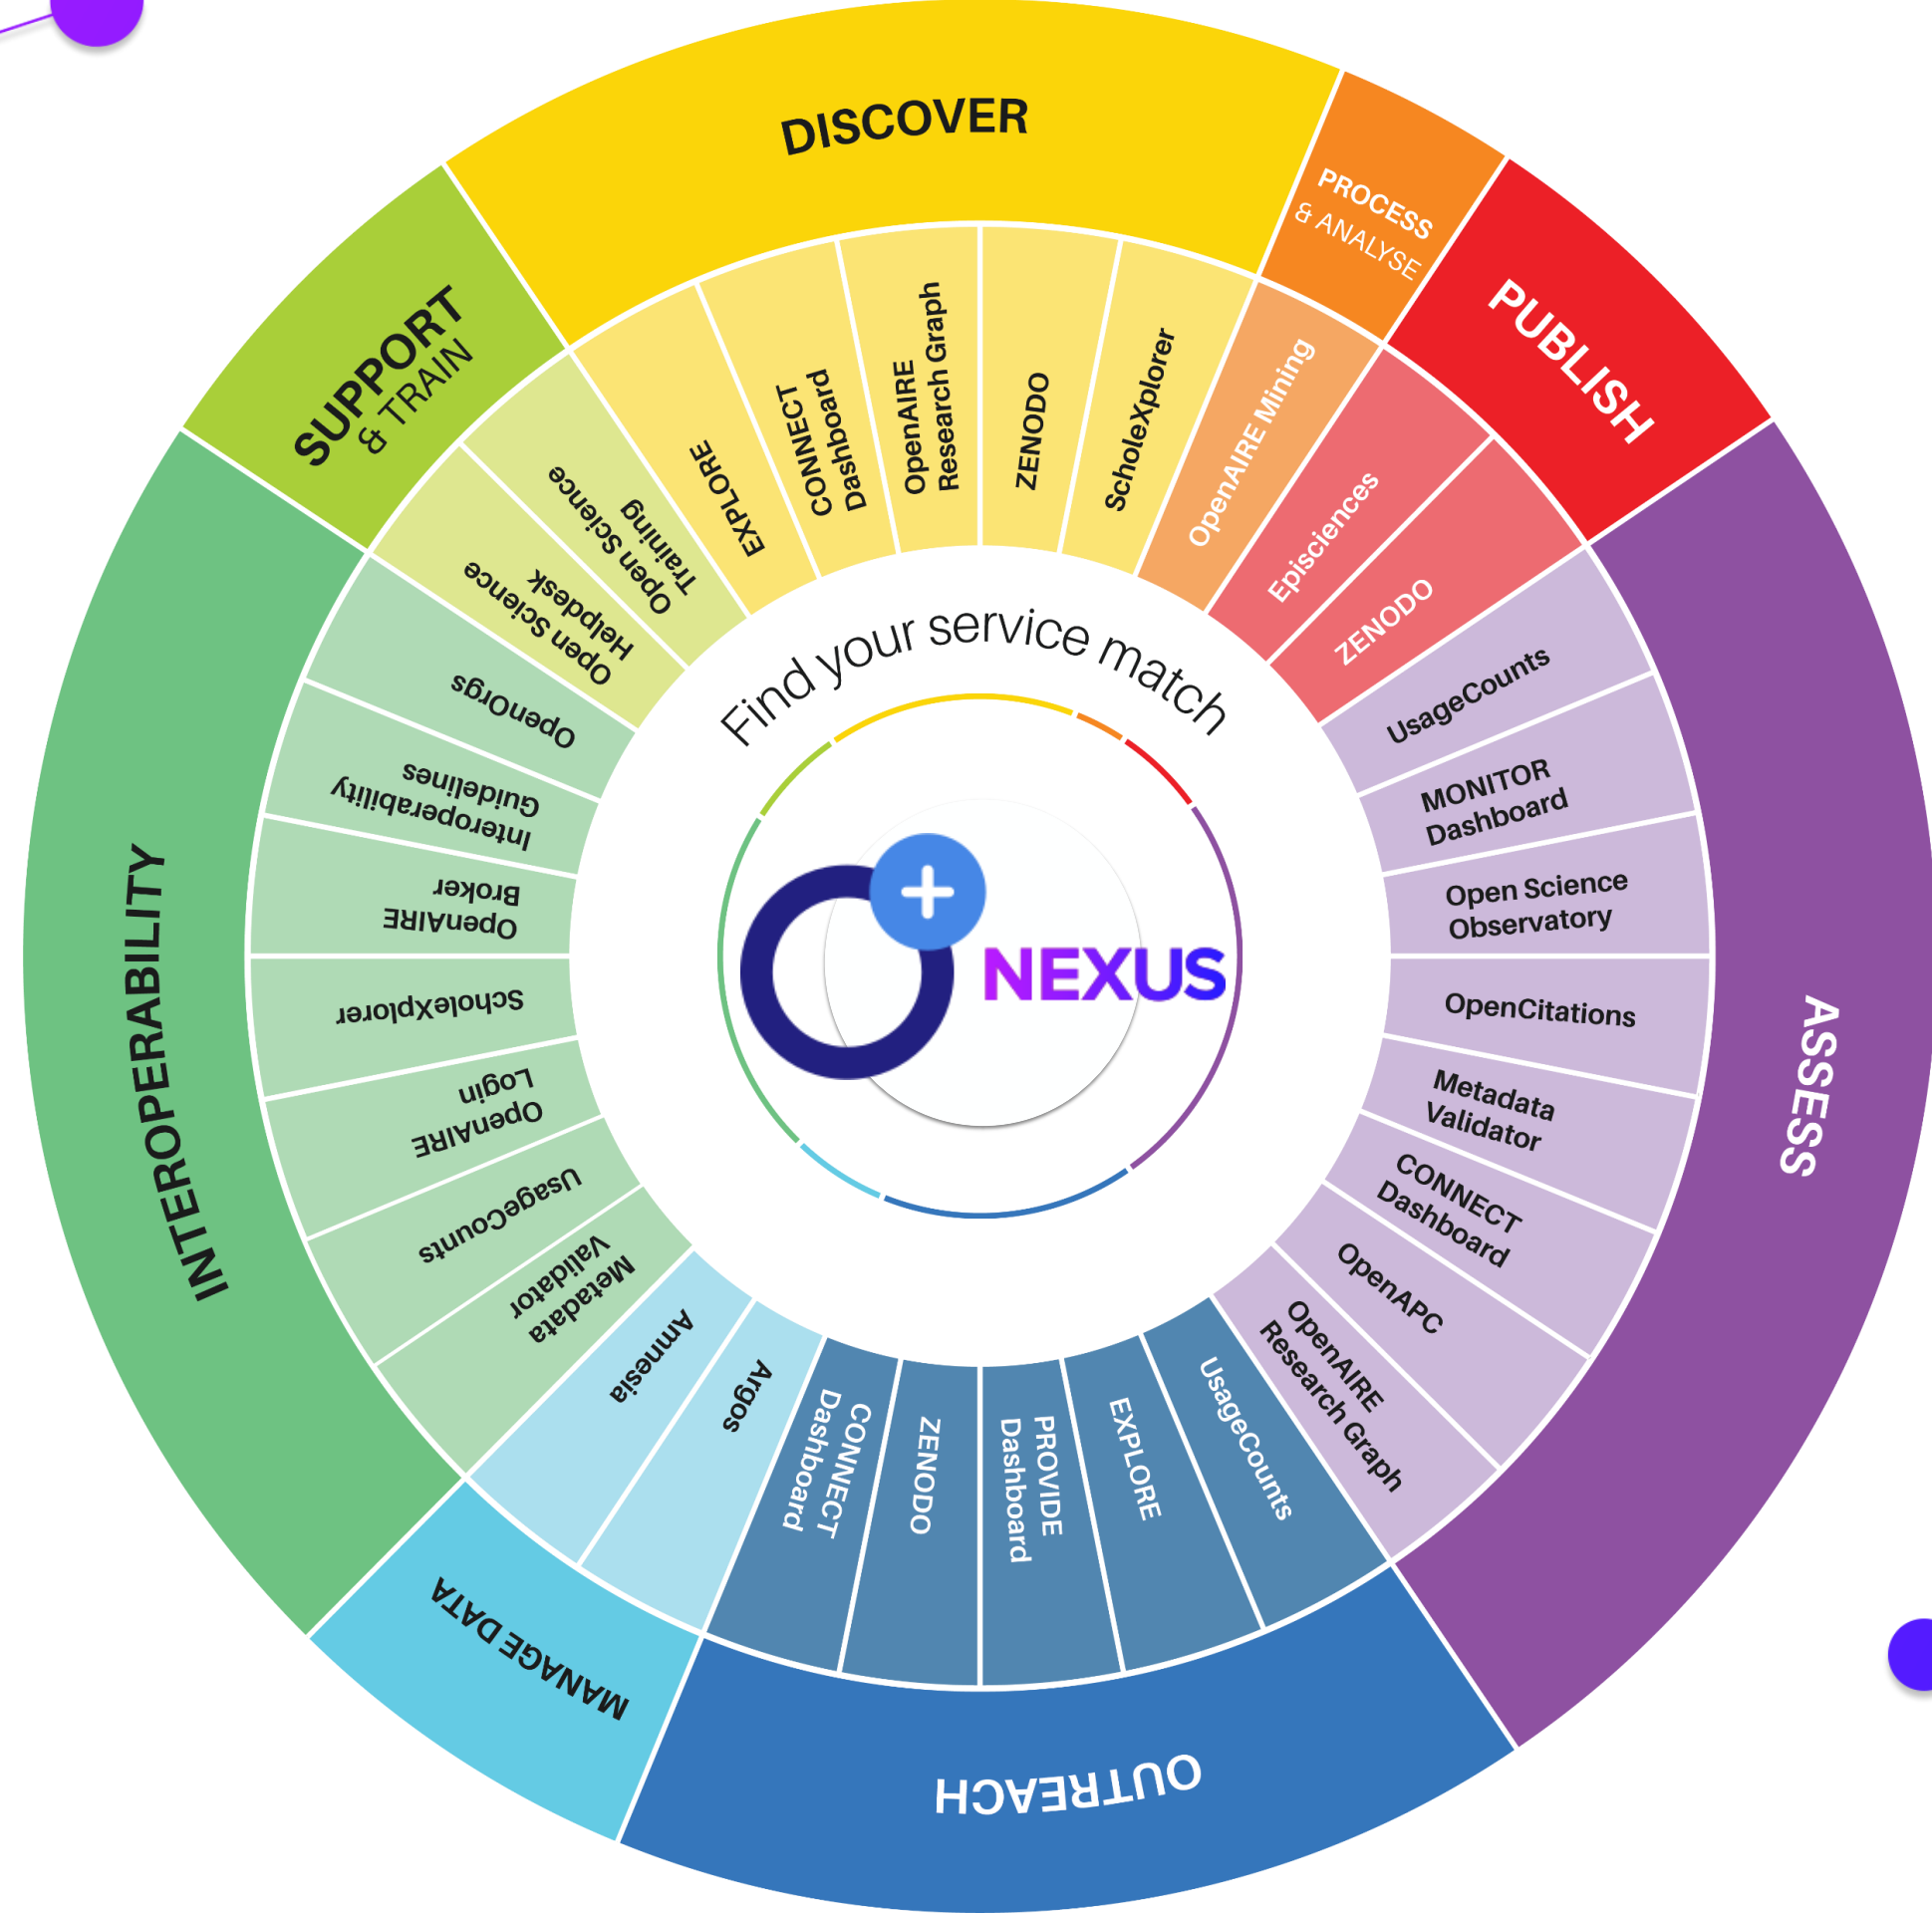 DISCOVER
EXPLORE
CONNECT
Dashboard
OpenAIRE
Research Graph
ZENODO
ScholeXplorer
PROCESS
& ANALYSE
OpenAIRE Mining
PUBLISH
Episciences
ZENODO
ASSESS
UsageCounts
MONITOR
Dashboard
Open Science
Observatory
OpenCitations
Metadata
Validator
CONNECT
Dashboard
OpenAPC
OpenAIRE
Research Graph
OUTREACH
UsageCounts
EXPLORE
PROVIDE
Dashboard
ZENODO
CONNECT
Dashboard
MANAGE DATA
Argos
Amnesia
INTEROPERABILITY
Metadata
Validator
UsageCounts
OpenAIRE
Login
ScholeXplorer
OpenAIRE
Broker
Interoperability
Guidelines
OpenOrgs
SUPPORT
& TRAIN
Open Science
Helpdesk
Open Science
Training
Find your service match
NEXUS